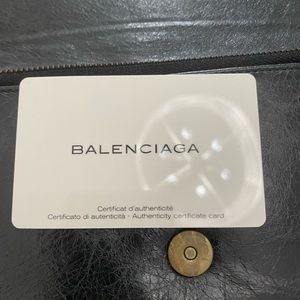 BALENCIAGA
Certificat d'authenticité
Certificato di autenticità - Authenticity certificate card